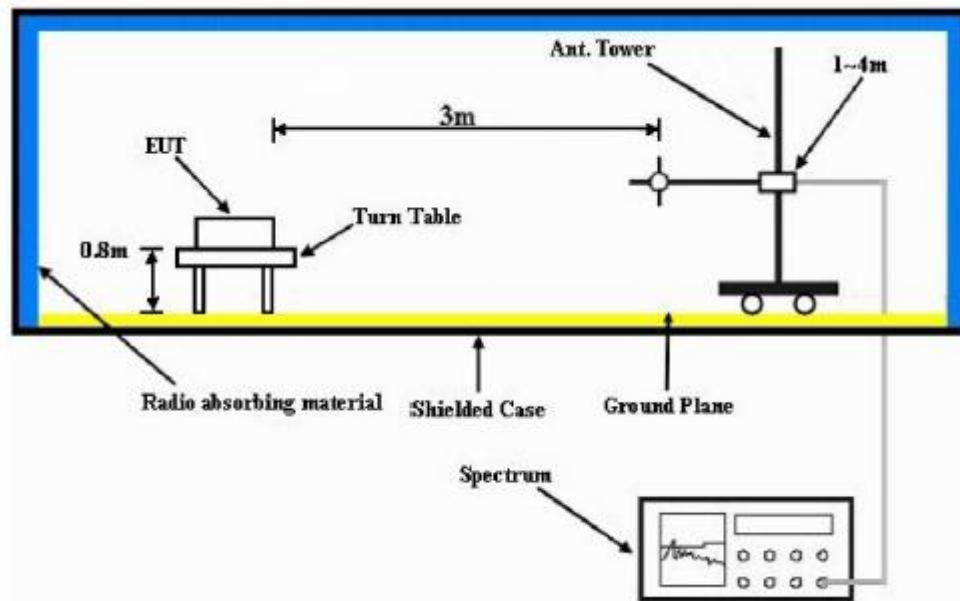 Ant. Tower
1~4m
3m
EUT
Turn Table
0.8m
Radio absorbing material
Shielded Case
Ground Plane
Spectrum